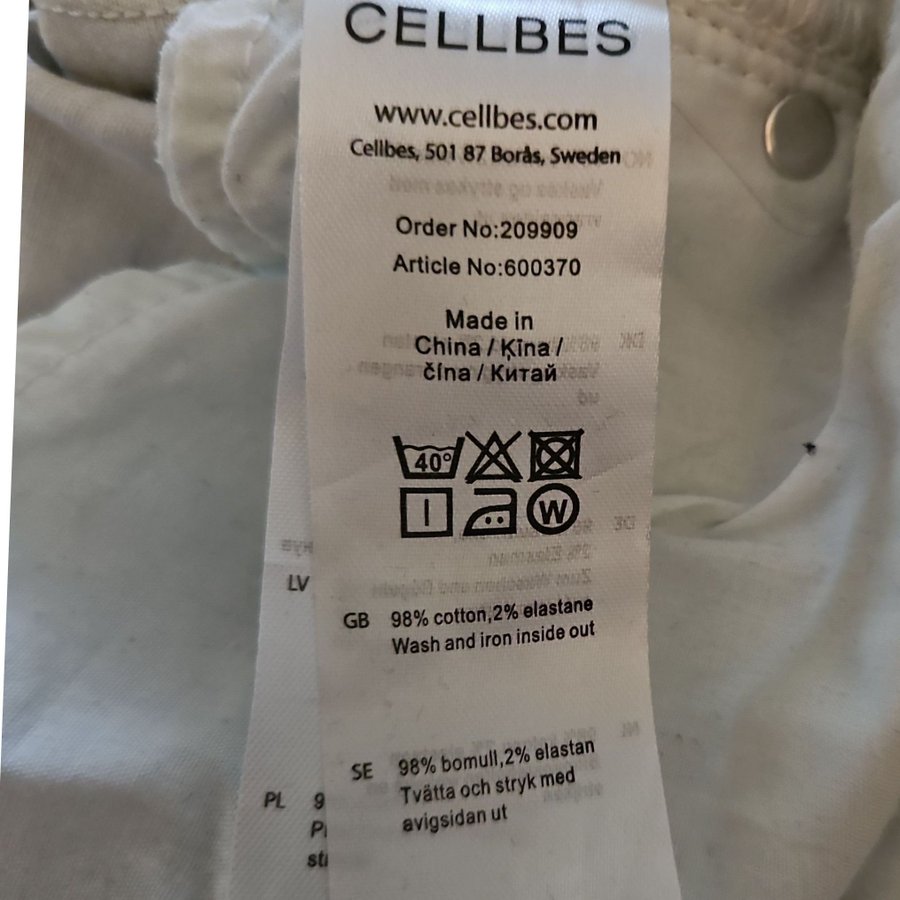 CELLBES
www.cellbes.com
Cellbes, 501 87 Borås, Sweden
Order No:209909
Article No:600370
Made in
China / Ķīna /
čína / Китай
40°
W
LV
GB 98% cotton,2% elastane
Wash and iron inside out
SE 98% bomull,2% elastan
Tvätta och stryk med
avigsidan ut
PL 9